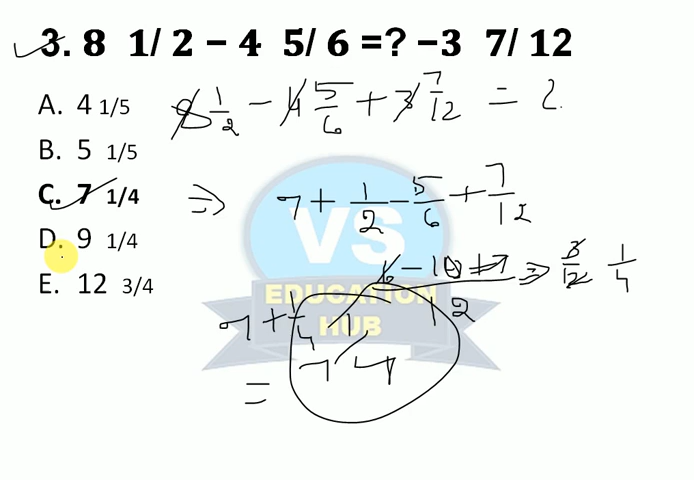 3. 8 1/ 2 − 4 5/ 6 =? −3 7/ 12
A. 4 1/5
8 1/2 − 4 5/6 + 3 7/12 = 2
B. 5 1/5
C. 7 1/4
⇒ 7 + 1/2 − 5/6 + 7/12
D. 9 1/4
6 − 10 + 7 / 12 ⇒ 3/12 1/4
E. 12 3/4
VS
EDUCATION
HUB
7 + 1/4
= 7 1/4